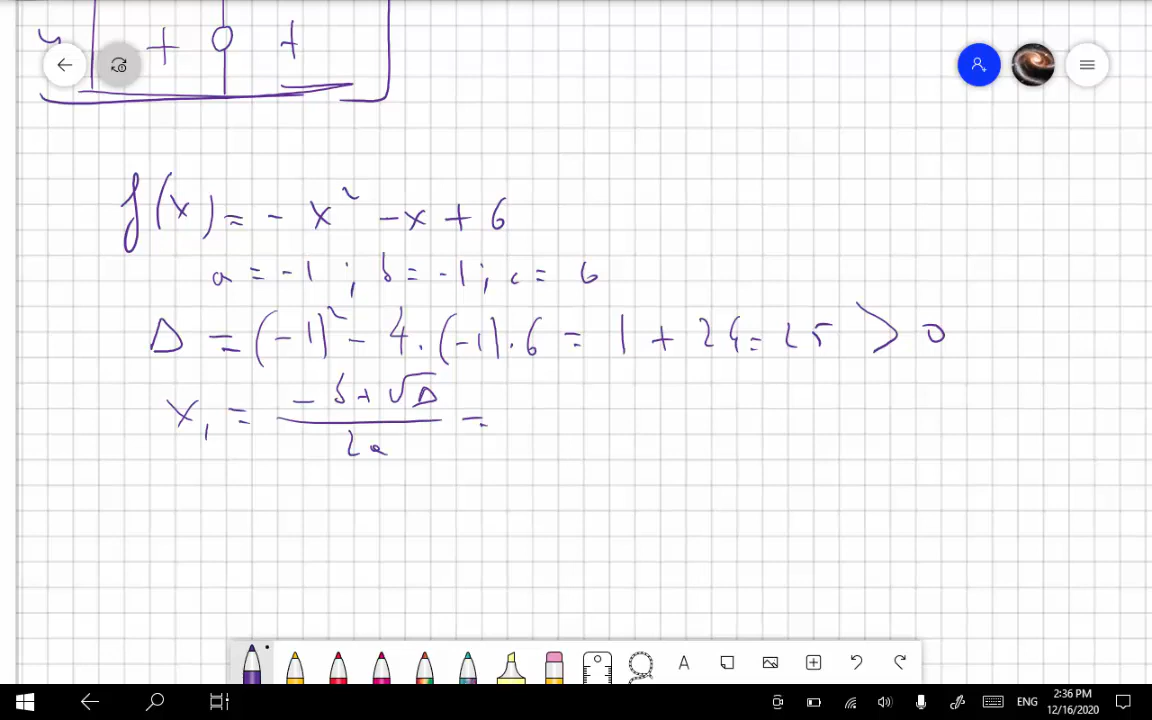 + +
f(x) = - x² - x + 6
a = -1 ; b = -1 ; c = 6
Δ = (-1)² - 4 · (-1) · 6 = 1 + 24 = 25 > 0
x₁ = (-b + √Δ) / 2a =
A
ENG
2:36 PM
12/16/2020